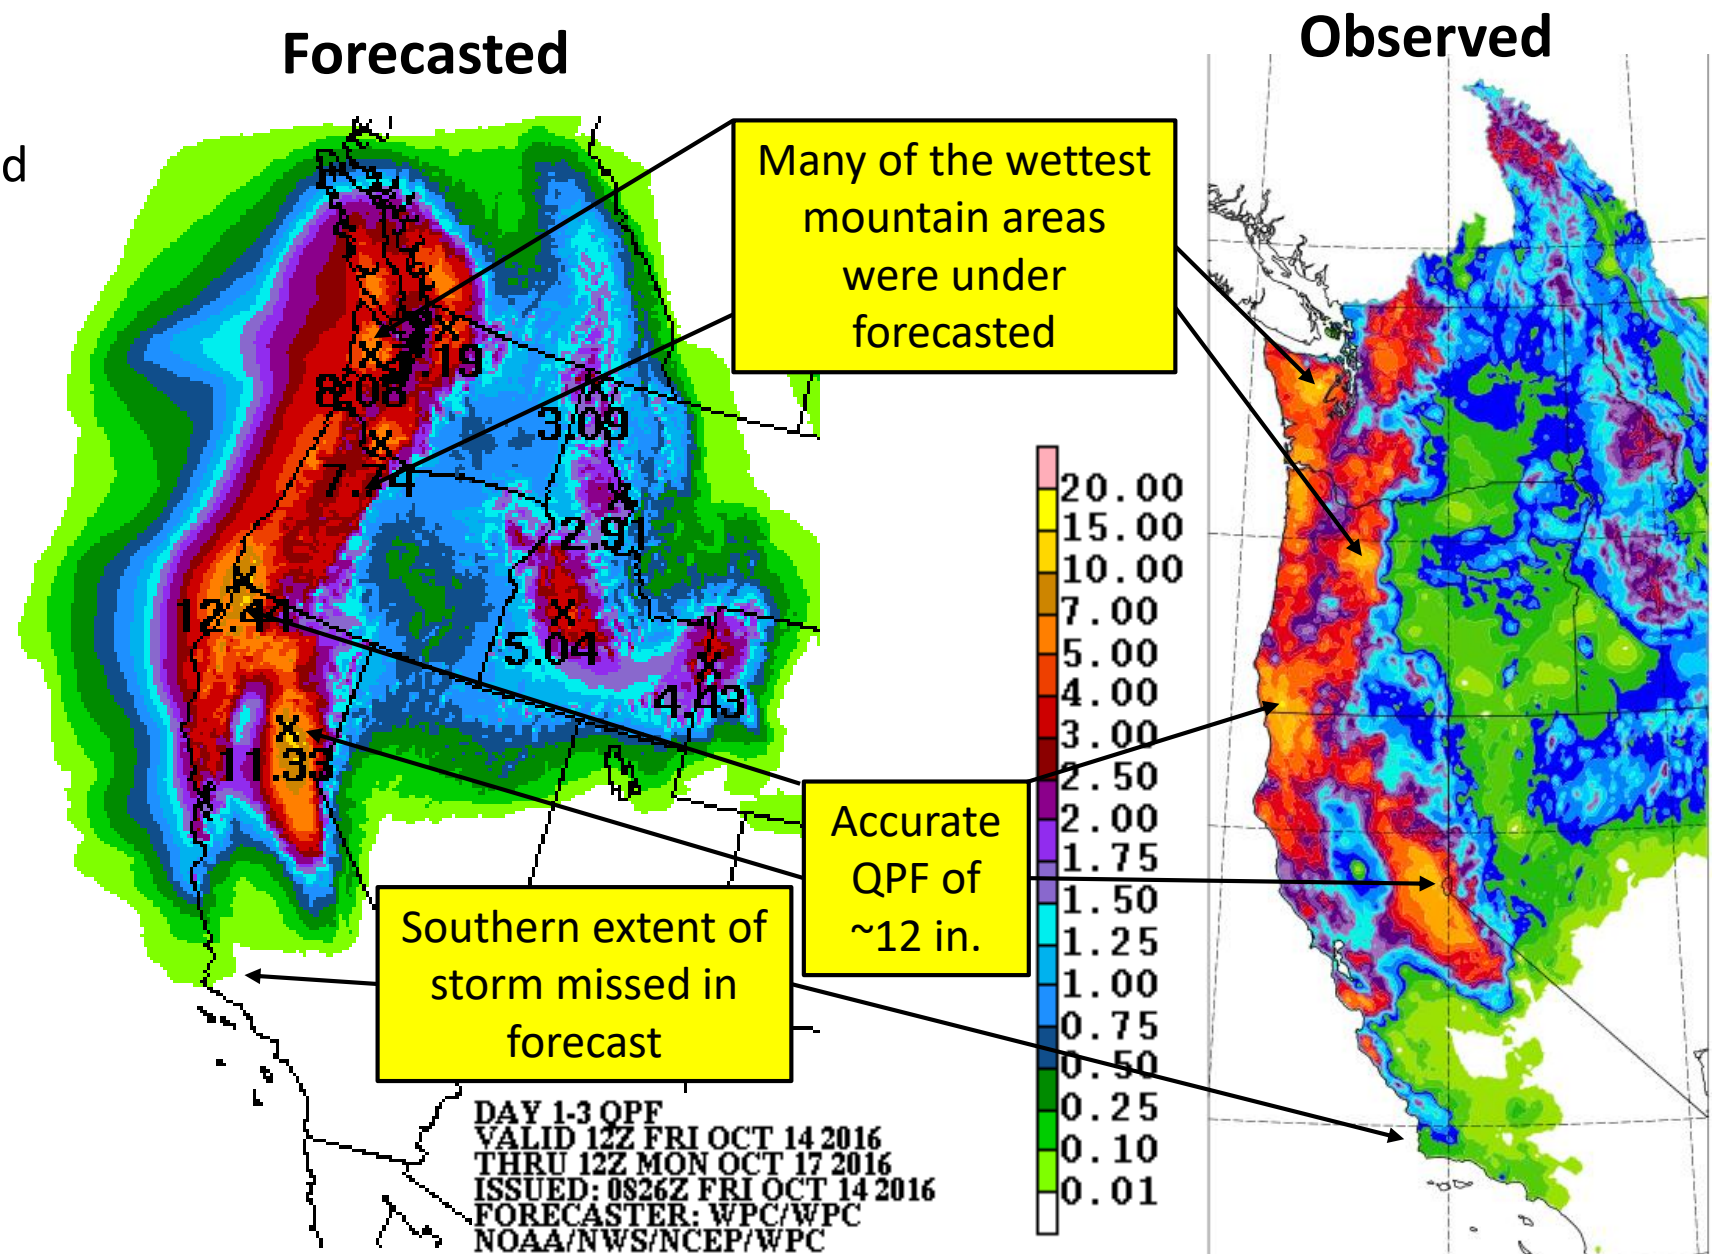 Forecasted
Observed
d
Many of the wettest
mountain areas
were under
forecasted
7.19
8.08
3.09
7.74
2.91
12.44
5.04
4.43
11.33
20.00
15.00
10.00
7.00
5.00
4.00
3.00
2.50
2.00
1.75
1.50
1.25
1.00
0.75
0.50
0.25
0.10
0.01
Accurate
QPF of
~12 in.
Southern extent of
storm missed in
forecast
DAY 1-3 QPF
VALID 12Z FRI OCT 14 2016
THRU 12Z MON OCT 17 2016
ISSUED: 0826Z FRI OCT 14 2016
FORECASTER: WPC/WPC
NOAA/NWS/NCEP/WPC